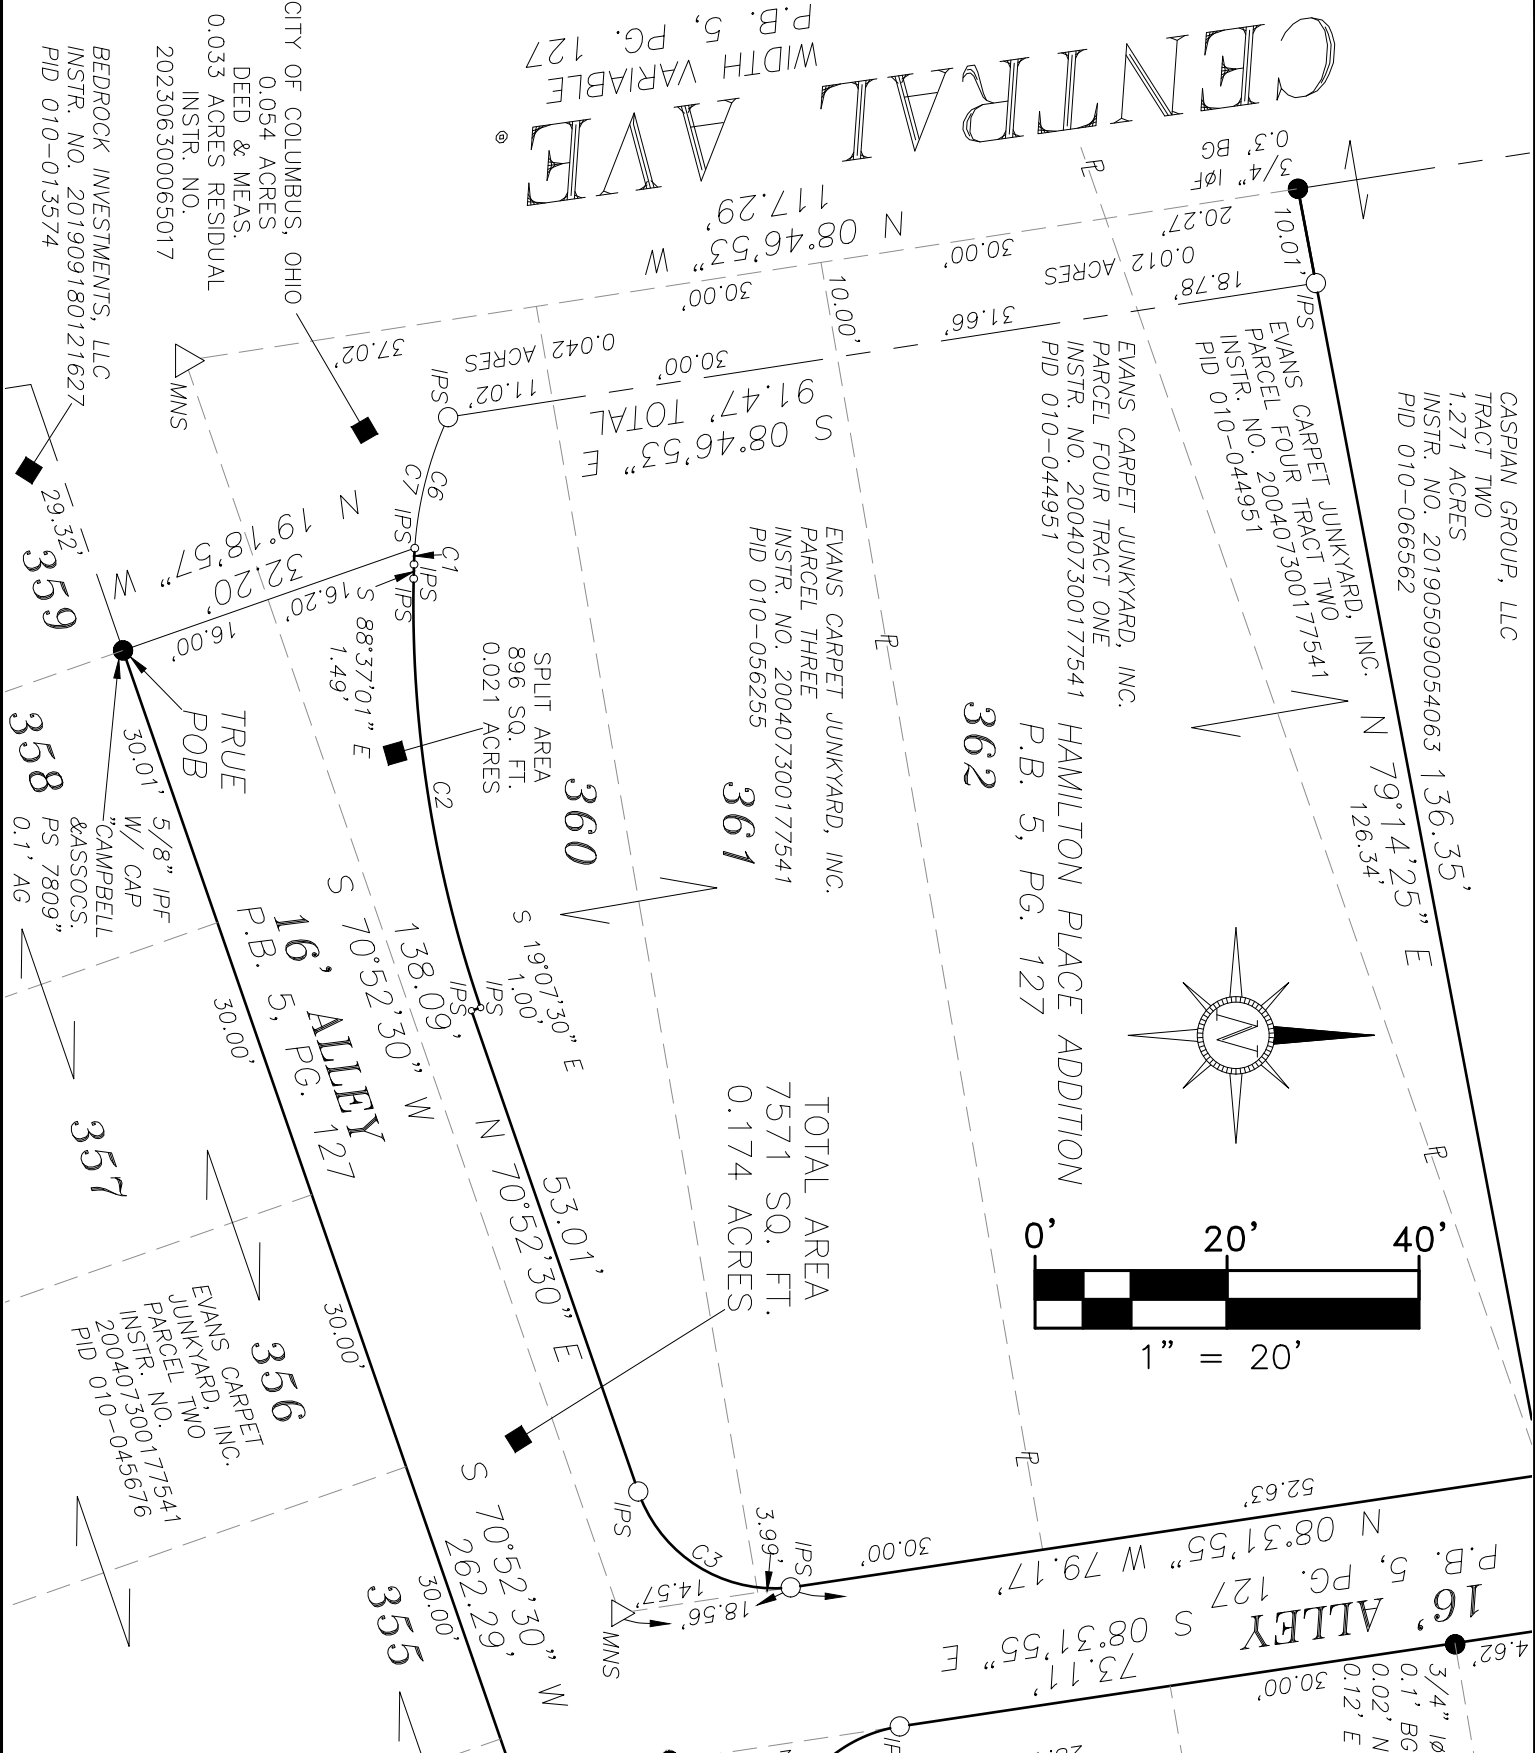 CENTRAL AVE.
WIDTH VARIABLE
P.B. 5, PG. 127
CITY OF COLUMBUS, OHIO
0.054 ACRES
DEED & MEAS.
0.033 ACRES RESIDUAL
INSTR. NO.
202306300065017
BEDROCK INVESTMENTS, LLC
INSTR. NO. 201909180121627
PID 010-013574
N 08°46'53" W
117.29'
3/4" IØF
0.3' BG
20.27'
30.00'
30.00'
37.02'
0.012 ACRES
0.042 ACRES
10.01'
IPS
18.78'
31.66'
30.00'
11.02'
10.00'
S 08°46'53" E
91.47' TOTAL
IPS
MNS
CASPIAN GROUP, LLC
TRACT TWO
1.271 ACRES
INSTR. NO. 201905090054063
PID 010-066562
EVANS CARPET JUNKYARD, INC.
PARCEL FOUR TRACT TWO
INSTR. NO. 200407300177541
PID 010-044951
EVANS CARPET JUNKYARD, INC.
PARCEL FOUR TRACT ONE
INSTR. NO. 200407300177541
PID 010-044951
EVANS CARPET JUNKYARD, INC.
PARCEL THREE
INSTR. NO. 200407300177541
PID 010-056255
136.35'
N 79°14'25" E
126.34'
HAMILTON PLACE ADDITION
P.B. 5, PG. 127
362
361
360
359
358
357
356
355
C6
C7
IPS
C1
IPS
IPS
N 19°18'57" W
32.20'
16.20'
16.00'
29.32'
S 88°37'01" E
1.49'
SPLIT AREA
896 SQ. FT.
0.021 ACRES
C2
TRUE
POB
30.01'
5/8" IPF
W/ CAP
"CAMPBELL
&ASSOCS.
PS 7809"
0.1' AG
S 19°07'30" E
1.00'
IPS
IPS
138.09'
S 70°52'30" W
16' ALLEY
P.B. 5, PG. 127
30.00'
30.00'
30.00'
53.01'
N 70°52'30" E
TOTAL AREA
7571 SQ. FT.
0.174 ACRES
N
0' 20' 40'
1" = 20'
PL
PL
PL
PL
EVANS CARPET
JUNKYARD, INC.
PARCEL TWO
INSTR. NO.
200407300177541
PID 010-045676
S 70°52'30" W
262.29'
IPS
C3
3.99'
IPS
14.57'
18.56'
MNS
52.63'
30.00'
N 08°31'55" W 79.17'
16' ALLEY
P.B. 5, PG. 127
S 08°31'55" E
73.11'
30.00'
4.62'
3/4" IØ
0.1' BG
0.02' N
0.12' E